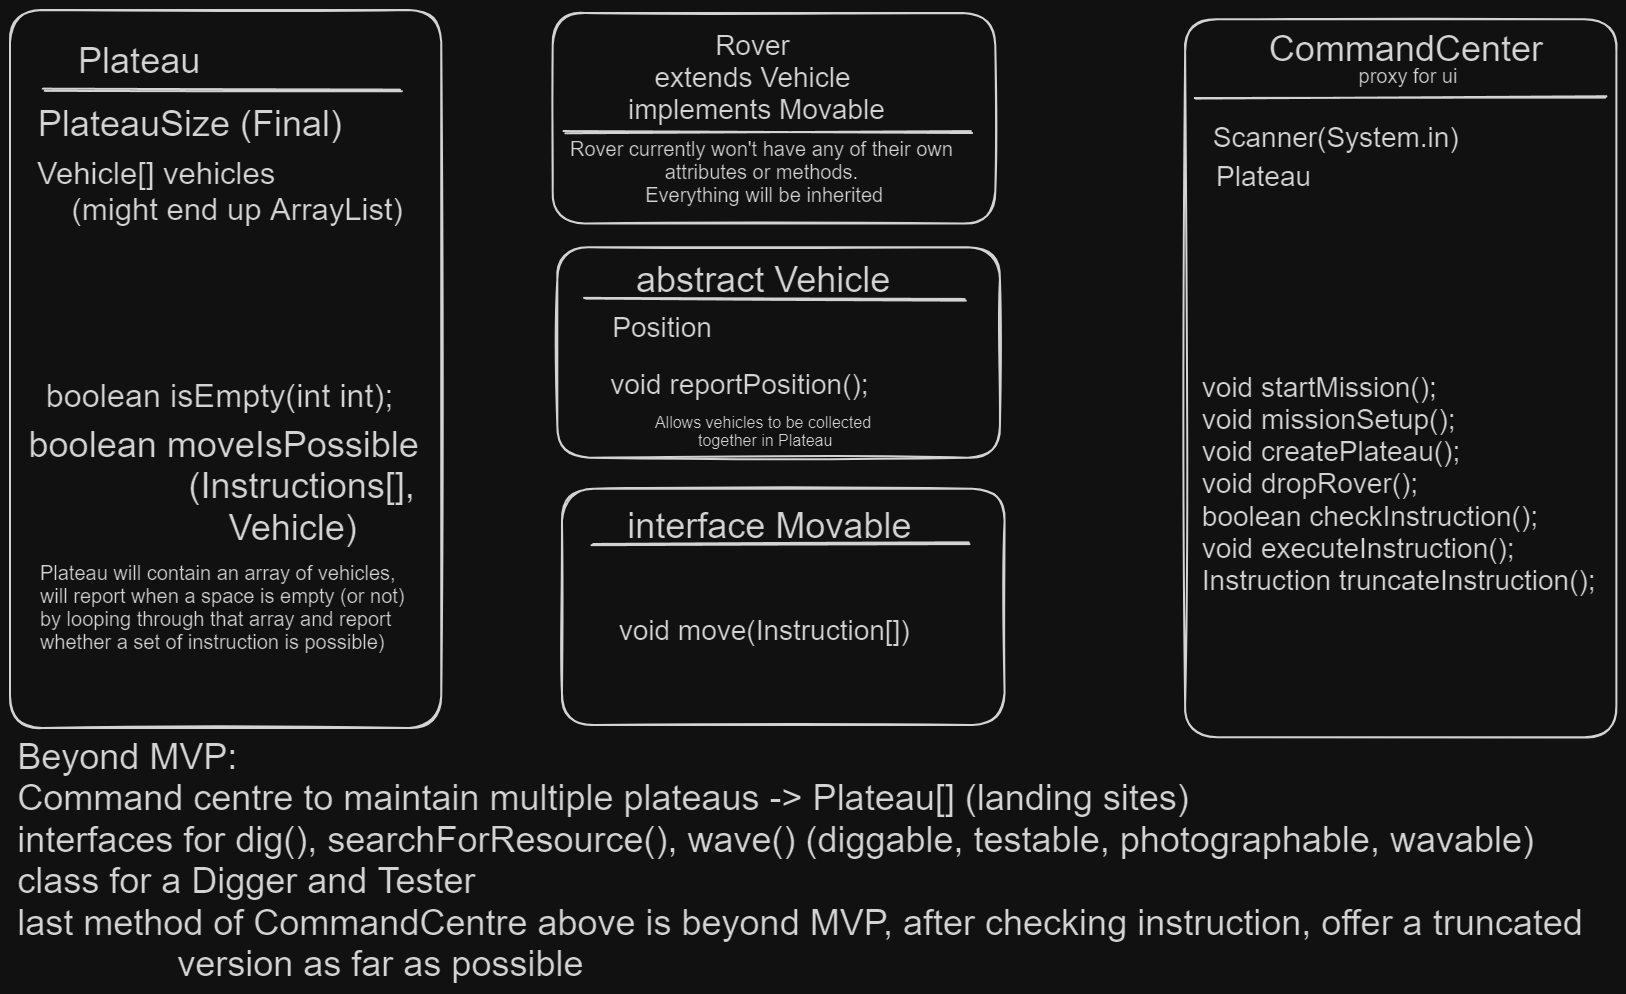 Plateau
PlateauSize (Final)
Vehicle[] vehicles
(might end up ArrayList)
boolean isEmpty(int int);
boolean moveIsPossible
(Instructions[],
Vehicle)
Plateau will contain an array of vehicles,
will report when a space is empty (or not)
by looping through that array and report
whether a set of instruction is possible)
Rover
extends Vehicle
implements Movable
Rover currently won't have any of their own
attributes or methods.
Everything will be inherited
abstract Vehicle
Position
void reportPosition();
Allows vehicles to be collected
together in Plateau
interface Movable
void move(Instruction[])
CommandCenter
proxy for ui
Scanner(System.in)
Plateau
void startMission();
void missionSetup();
void createPlateau();
void dropRover();
boolean checkInstruction();
void executeInstruction();
Instruction truncateInstruction();
Beyond MVP:
Command centre to maintain multiple plateaus -> Plateau[] (landing sites)
interfaces for dig(), searchForResource(), wave() (diggable, testable, photographable, wavable)
class for a Digger and Tester
last method of CommandCentre above is beyond MVP, after checking instruction, offer a truncated
version as far as possible